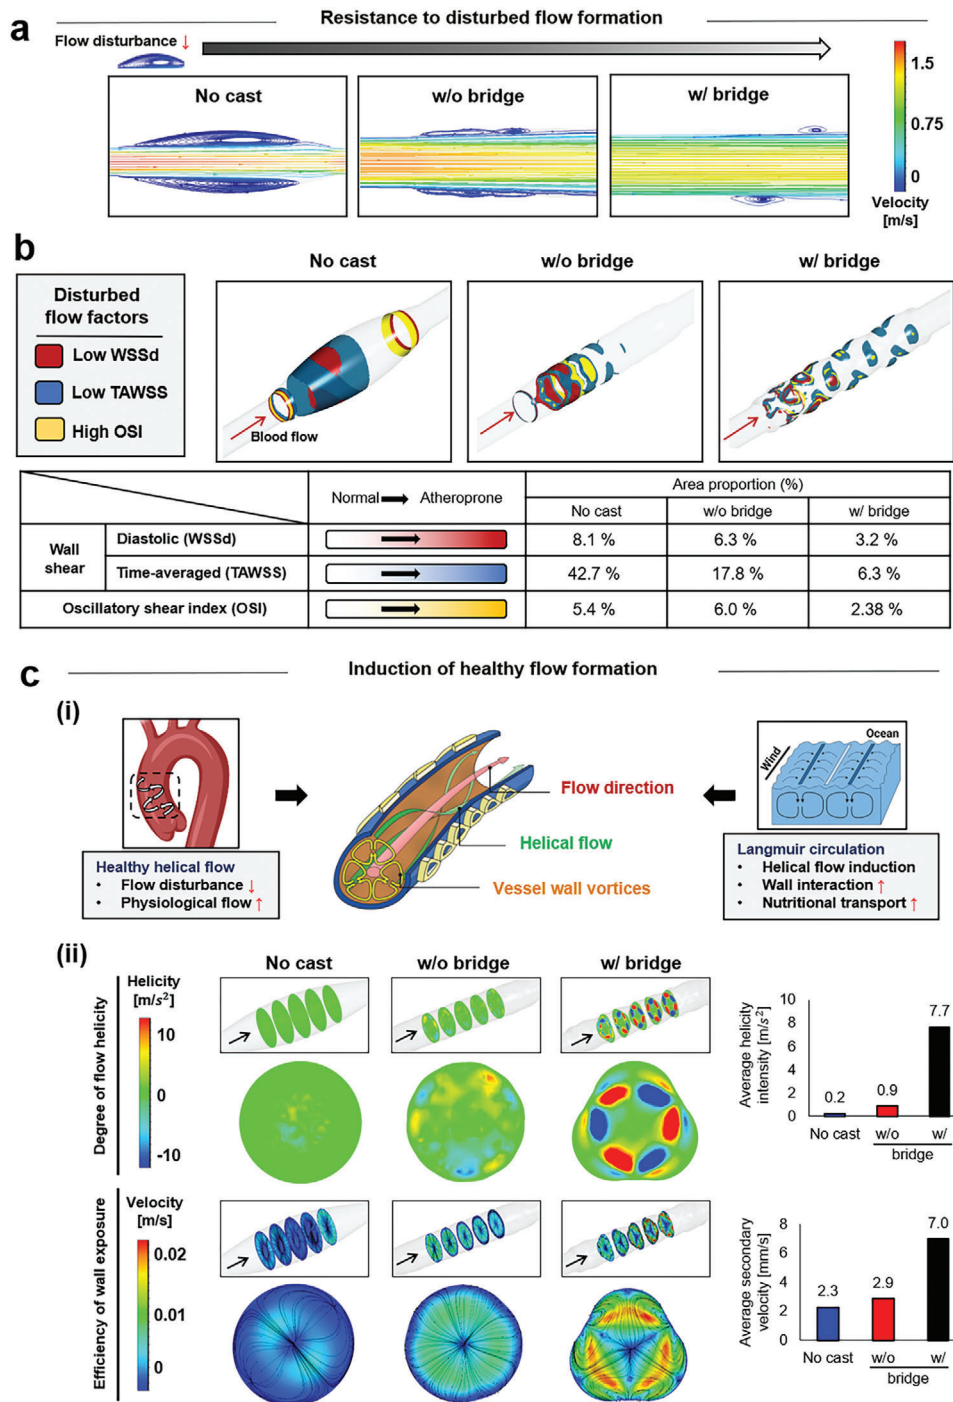 a
Resistance to disturbed flow formation
Flow disturbance ↓
No cast
w/o bridge
w/ bridge
1.5
0.75
0
Velocity
[m/s]
b
Disturbed
flow factors
Low WSSd
Low TAWSS
High OSI
No cast
w/o bridge
w/ bridge
Blood flow
Normal Atheroprone
Area proportion (%)
No cast w/o bridge w/ bridge
Wall
shear
Diastolic (WSSd) 8.1 % 6.3 % 3.2 %
Time-averaged (TAWSS) 42.7 % 17.8 % 6.3 %
Oscillatory shear index (OSI) 5.4 % 6.0 % 2.38 %
c
Induction of healthy flow formation
(i)
Healthy helical flow
• Flow disturbance ↓
• Physiological flow ↑
Flow direction
Helical flow
Vessel wall vortices
Ocean
Wind
Langmuir circulation
• Helical flow induction
• Wall interaction ↑
• Nutritional transport ↑
(ii)
No cast
w/o bridge
w/ bridge
Degree of flow helicity
Helicity
[m/s²]
10
0
-10
Average helicity
intensity [m/s²]
10
8
6
4
2
0
0.2
0.9
7.7
No cast w/o w/
bridge
Efficiency of wall exposure
Velocity
[m/s]
0.02
0.01
0
Average secondary
velocity [mm/s]
8
6
4
2
0
2.3
2.9
7.0
No cast w/o w/
bridge